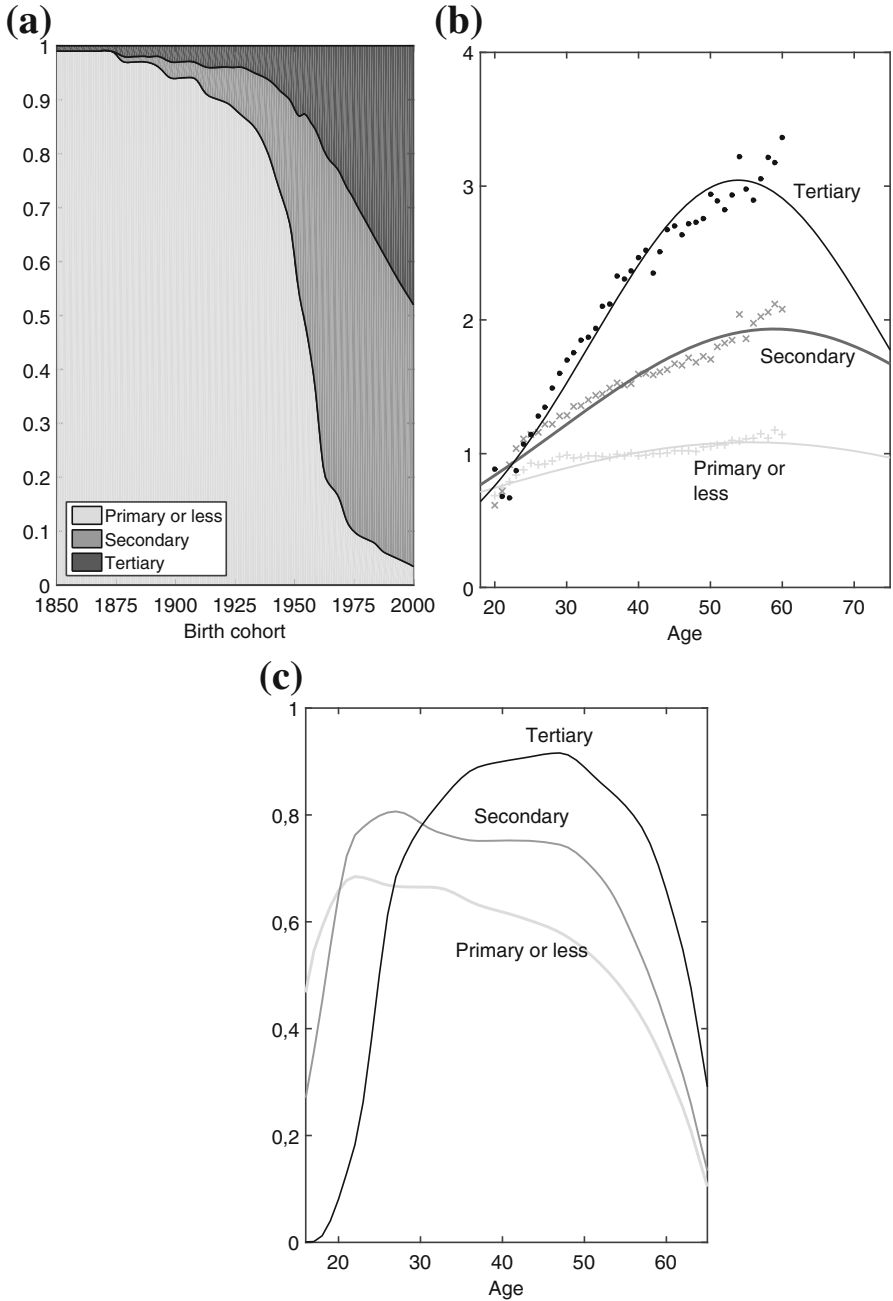 (a)
1
0.9
0.8
0.7
0.6
0.5
0.4
0.3
0.2
0.1
0
Primary or less
Secondary
Tertiary
1850 1875 1900 1925 1950 1975 2000
Birth cohort
(b)
4
3
2
1
0
Tertiary
Secondary
Primary or
less
20 30 40 50 60 70
Age
(c)
1
0,8
0,6
0,4
0,2
0
Tertiary
Secondary
Primary or less
20 30 40 50 60
Age